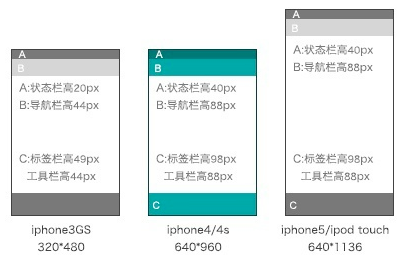 A
B
A:状态栏高20px
B:导航栏高44px
C:标签栏高49px
工具栏高44px
iphone3GS
320*480
A
B
A:状态栏高40px
B:导航栏高88px
C:标签栏高98px
工具栏高88px
C
iphone4/4s
640*960
A
B
A:状态栏高40px
B:导航栏高88px
C:标签栏高98px
工具栏高88px
C
iphone5/ipod touch
640*1136